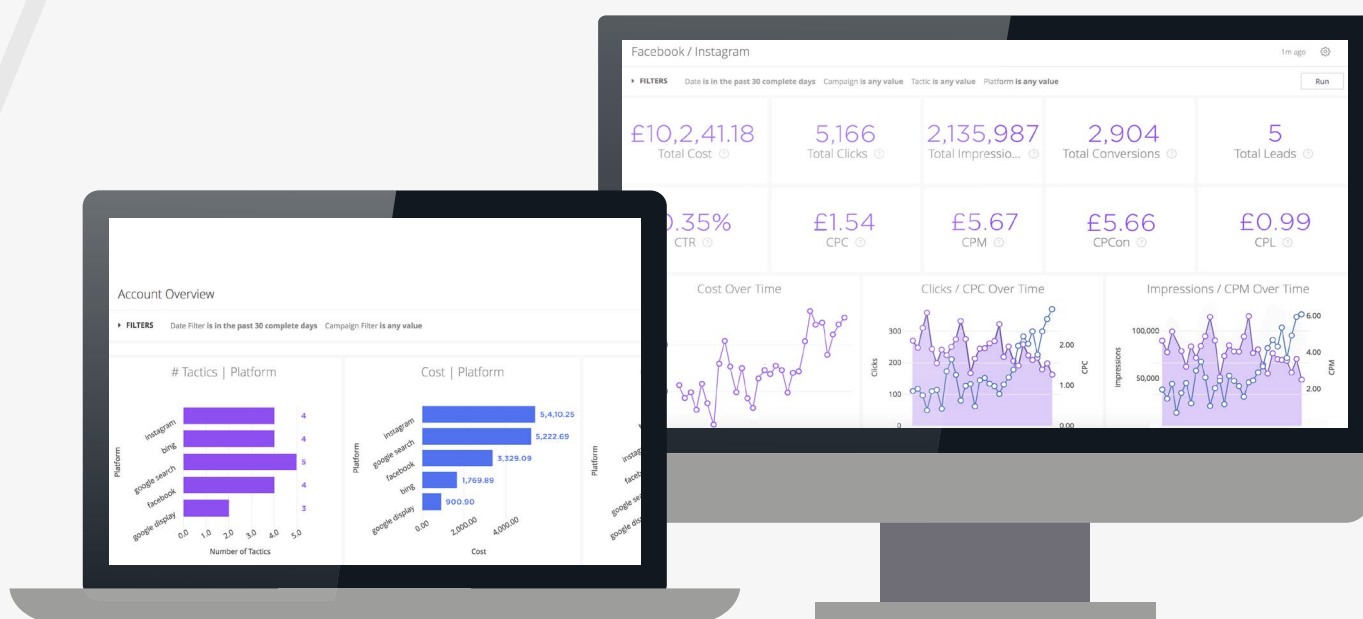 Facebook / Instagram
1m ago
FILTERS Date is in the past 30 complete days Campaign is any value Tactic is any value Platform is any value
Run
£10,2,41.18 5,166 2,135,987 2,904 5
Total Cost Total Clicks Total Impressio... Total Conversions Total Leads
0.35% £1.54 £5.67 £5.66 £0.99
CTR CPC CPM CPCon CPL
Cost Over Time Clicks / CPC Over Time Impressions / CPM Over Time
300
200
100
0
Clicks
2.00
1.00
0.00
CPC
100,000
50,000
Impressions
6.00
4.00
2.00
CPM
Account Overview
FILTERS Date Filter is in the past 30 complete days Campaign Filter is any value
# Tactics | Platform
Platform
instagram 4
bing 4
google search 5
facebook 4
google display 3
0.0 1.0 2.0 3.0 4.0 5.0
Number of Tactics
Cost | Platform
Platform
instagram 5,4,10.25
google search 5,222.69
facebook 3,329.09
bing 1,769.89
google display 900.90
0.00 2,000.00 4,000.00
Cost
Platform